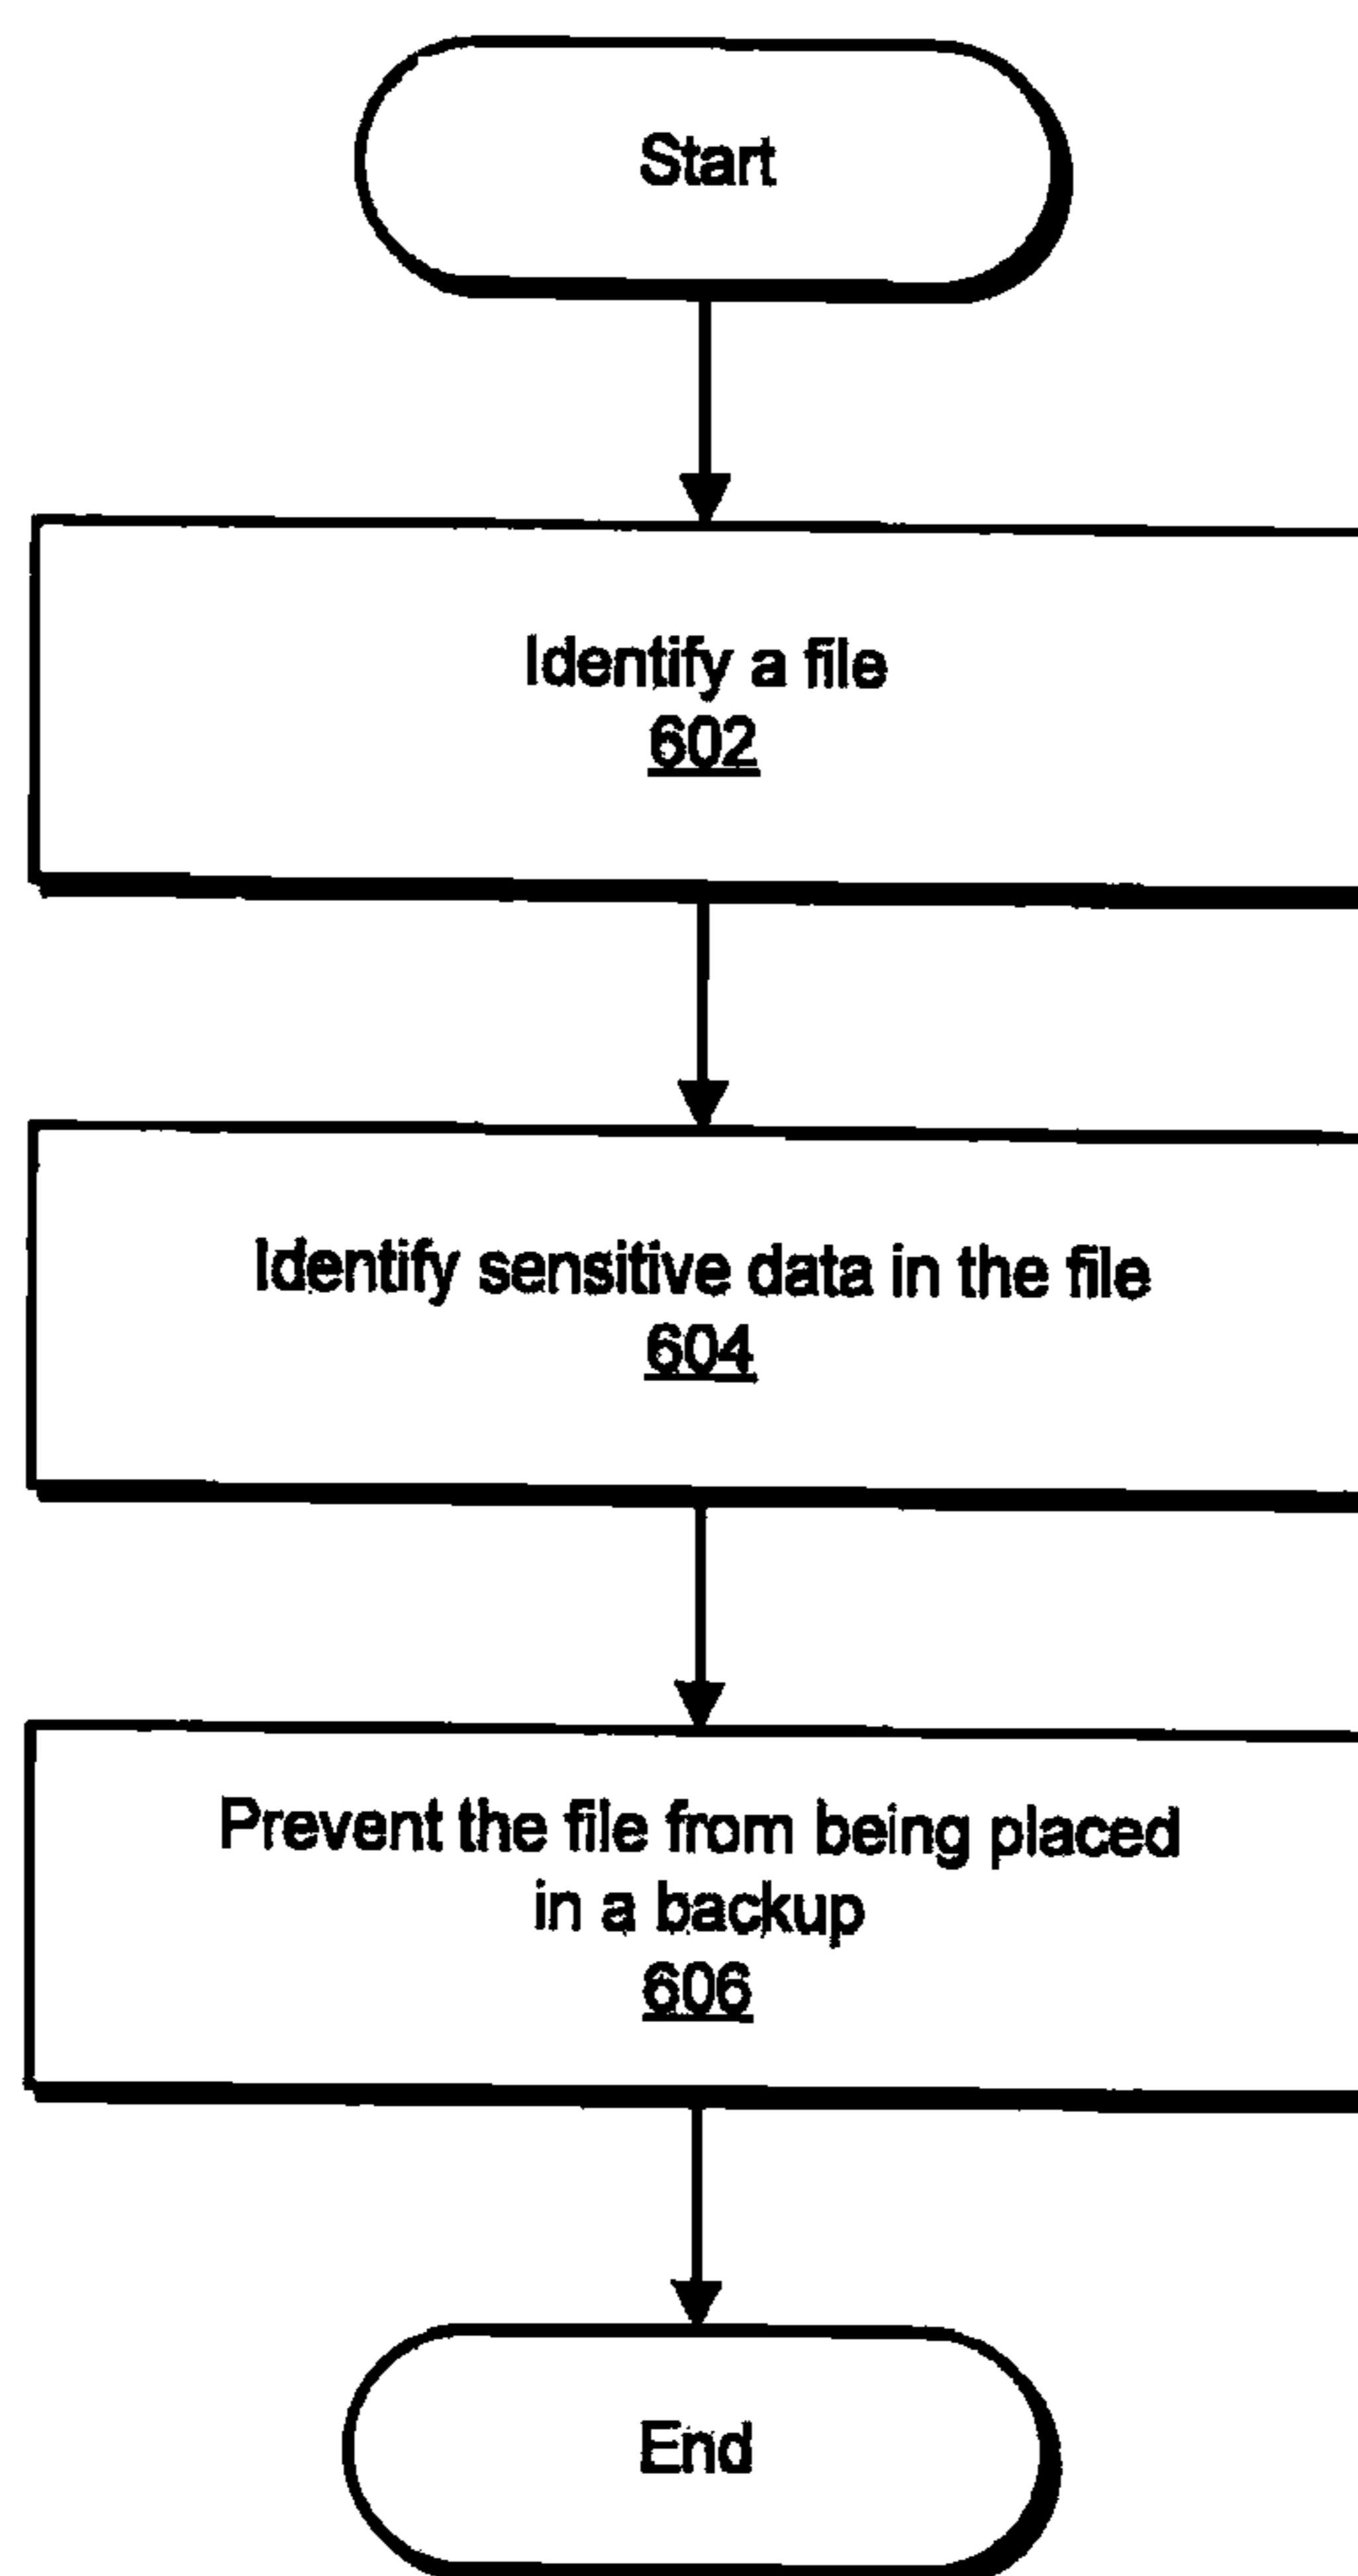 Start
Identify a file
602
Identify sensitive data in the file
604
Prevent the file from being placed
in a backup
606
End